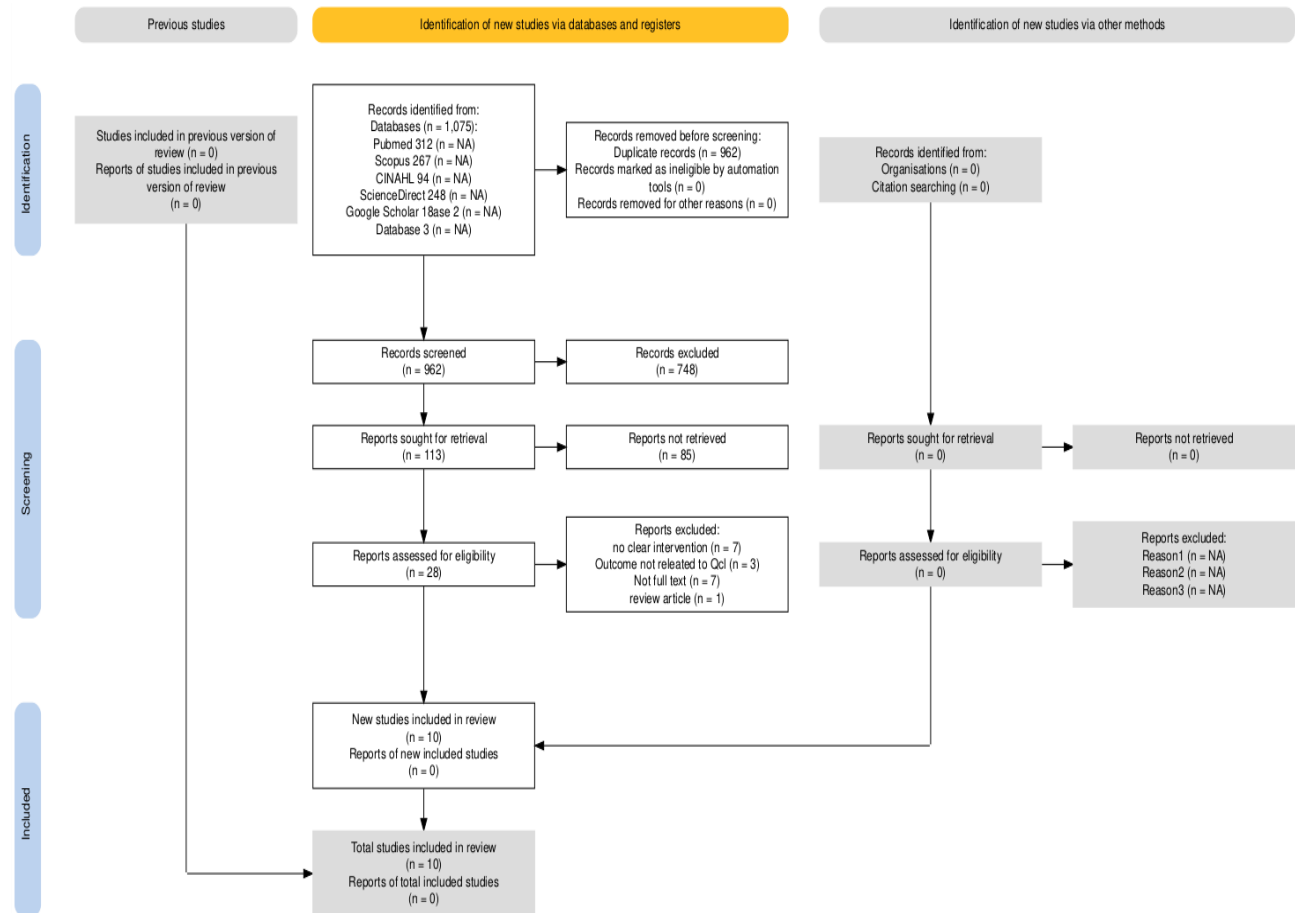 Previous studies
Identification of new studies via databases and registers
Identification of new studies via other methods
Identification
Studies included in previous version of
review (n = 0)
Reports of studies included in previous
version of review
(n = 0)
Records identified from:
Databases (n = 1,075):
Pubmed 312 (n = NA)
Scopus 267 (n = NA)
CINAHL 94 (n = NA)
ScienceDirect 248 (n = NA)
Google Scholar 18ase 2 (n = NA)
Database 3 (n = NA)
Records removed before screening:
Duplicate records (n = 962)
Records marked as ineligible by automation
tools (n = 0)
Records removed for other reasons (n = 0)
Records identified from:
Organisations (n = 0)
Citation searching (n = 0)
Screening
Records screened
(n = 962)
Records excluded
(n = 748)
Reports sought for retrieval
(n = 113)
Reports not retrieved
(n = 85)
Reports sought for retrieval
(n = 0)
Reports not retrieved
(n = 0)
Reports assessed for eligibility
(n = 28)
Reports excluded:
no clear intervention (n = 7)
Outcome not releated to Qcl (n = 3)
Not full text (n = 7)
review article (n = 1)
Reports assessed for eligibility
(n = 0)
Reports excluded:
Reason1 (n = NA)
Reason2 (n = NA)
Reason3 (n = NA)
Included
New studies included in review
(n = 10)
Reports of new included studies
(n = 0)
Total studies included in review
(n = 10)
Reports of total included studies
(n = 0)